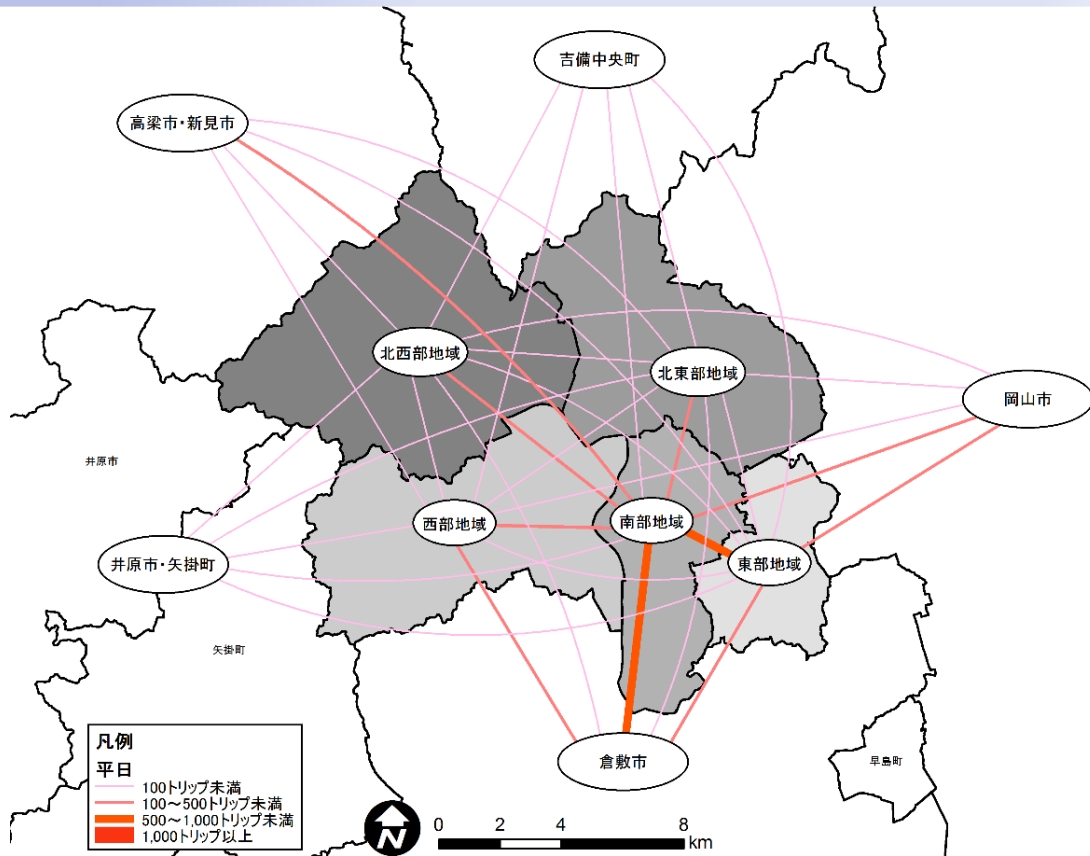 吉備中央町
高梁市・新見市
北西部地域
北東部地域
岡山市
井原市
西部地域
南部地域
井原市・矢掛町
東部地域
矢掛町
倉敷市
早島町
凡例
平日
100トリップ未満
100～500トリップ未満
500～1,000トリップ未満
1,000トリップ以上
N
0 2 4 8
km